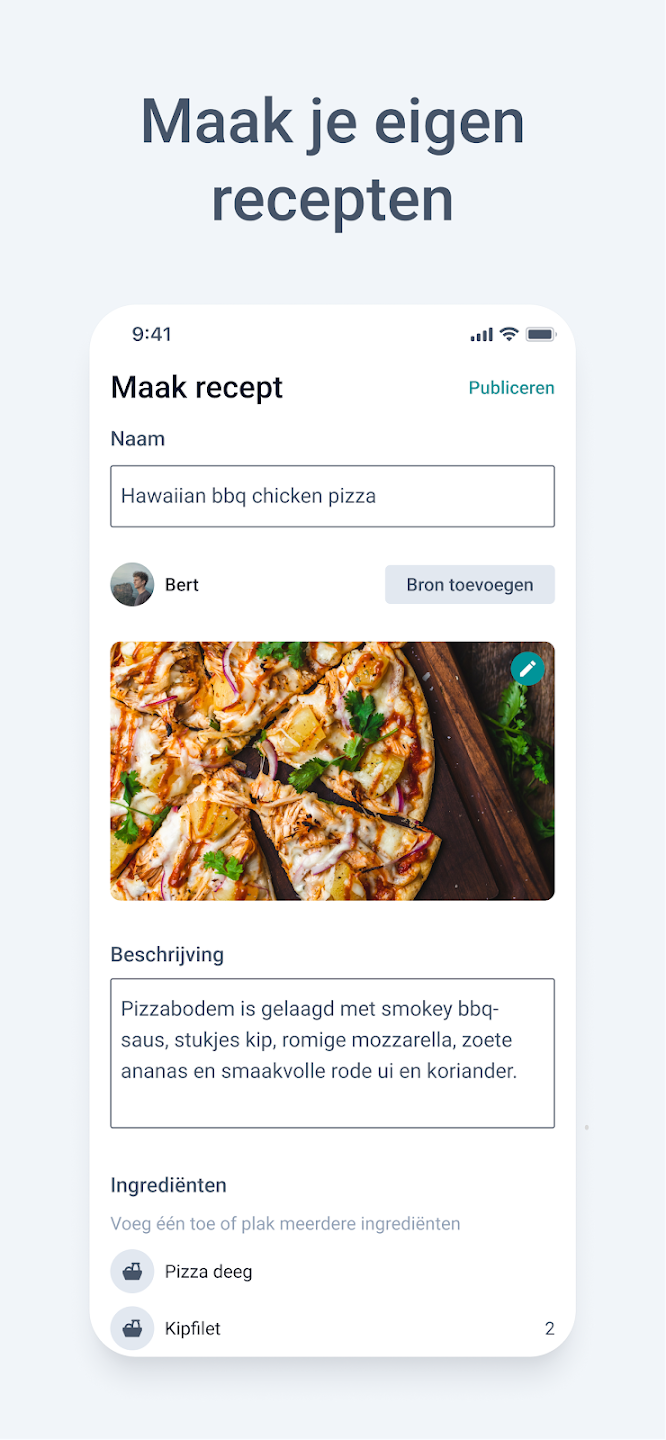 Maak je eigen
recepten
9:41
Maak recept
Publiceren
Naam
Hawaiian bbq chicken pizza
Bert
Bron toevoegen
Beschrijving
Pizzabodem is gelaagd met smokey bbq-
saus, stukjes kip, romige mozzarella, zoete
ananas en smaakvolle rode ui en koriander.
Ingrediënten
Voeg één toe of plak meerdere ingrediënten
Pizza deeg
Kipfilet
2